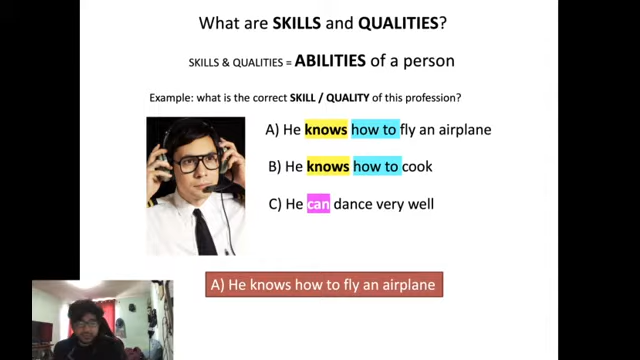 What are SKILLS and QUALITIES?
SKILLS & QUALITIES = ABILITIES of a person
Example: what is the correct SKILL / QUALITY of this profession?
A) He knows how to fly an airplane
B) He knows how to cook
C) He can dance very well
A) He knows how to fly an airplane